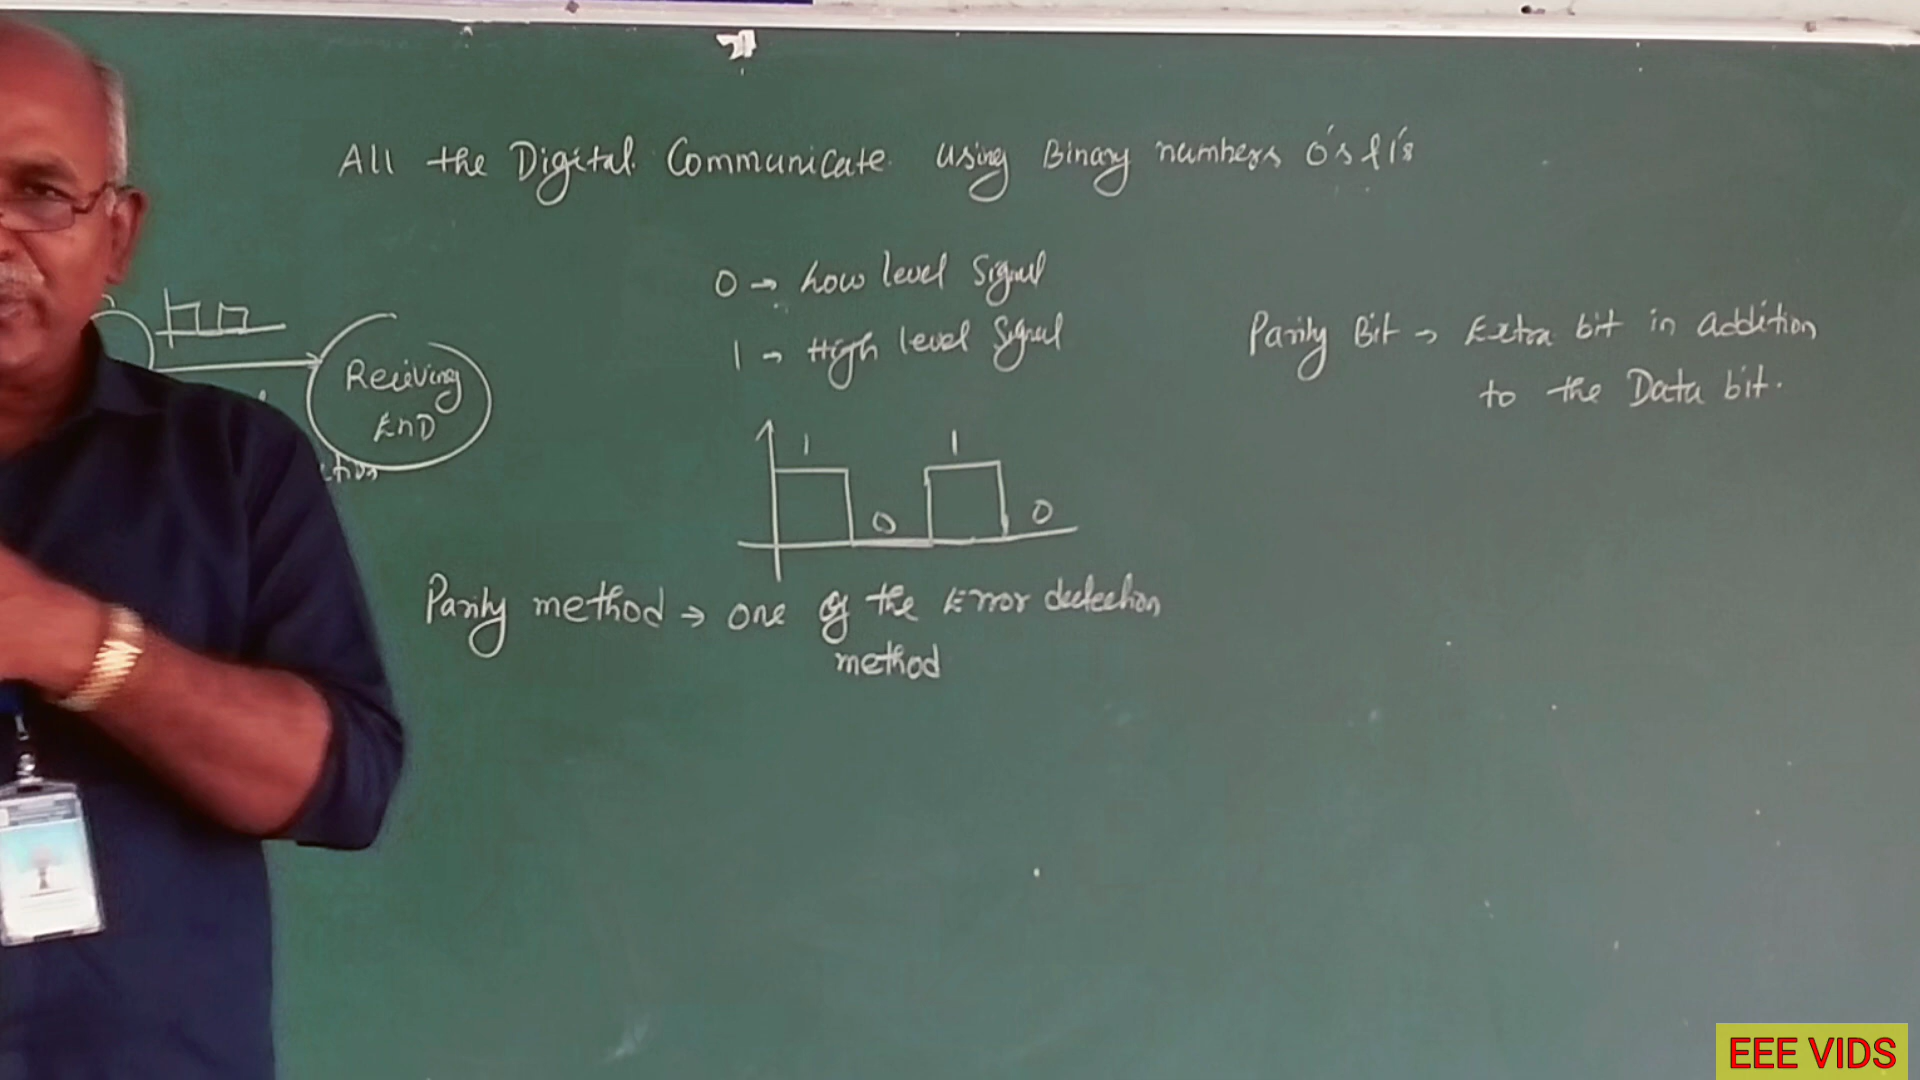 All the Digital Communicate using Binary numbers 0's & 1's
0 → Low level Signal
1 → High level Signal
Parity Bit → Extra bit in addition
to the Data bit.
Receiving
END
1 0 1 0
Parity method → one of the Error dectection
method
EEE VIDS